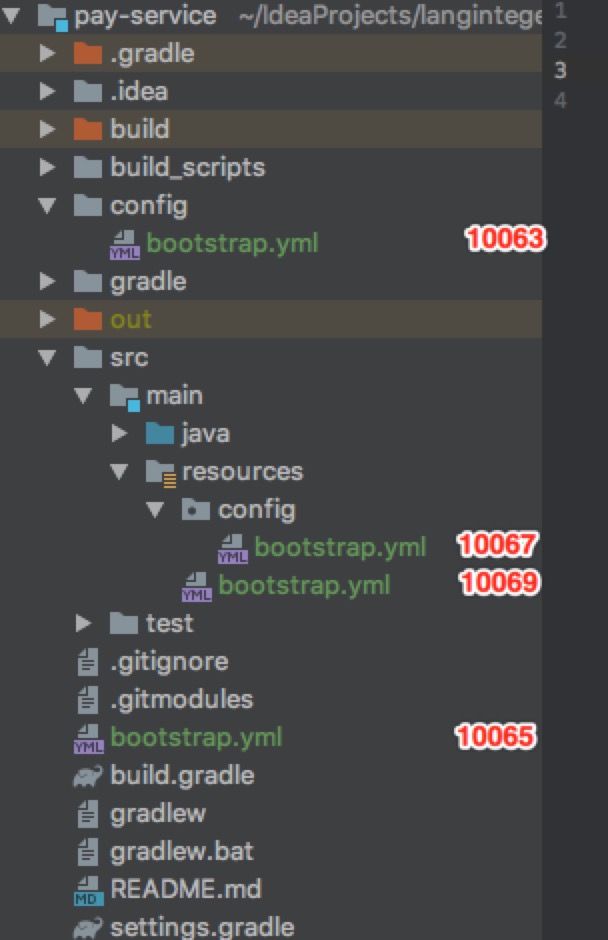 pay-service ~/IdeaProjects/langintege
.gradle
.idea
build
build_scripts
config
YML bootstrap.yml 10063
gradle
out
src
main
java
resources
config
YML bootstrap.yml 10067
YML bootstrap.yml 10069
test
.gitignore
.gitmodules
YML bootstrap.yml 10065
build.gradle
gradlew
gradlew.bat
MD README.md
settings.gradle
1
2
3
4